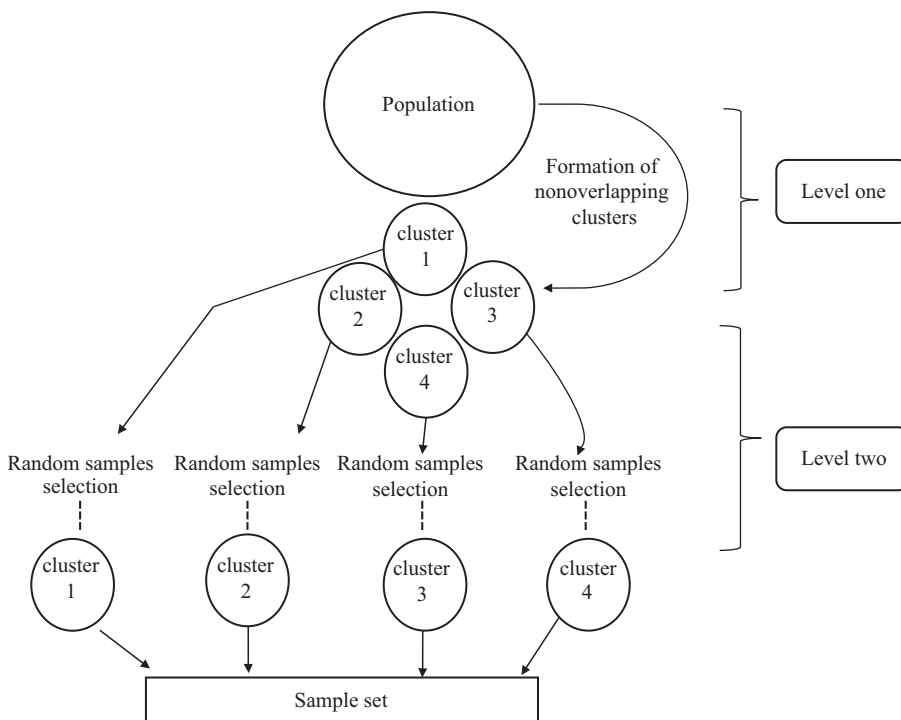 Population
Formation of
nonoverlapping
clusters
Level one
cluster
1
cluster
2
cluster
3
cluster
4
Level two
Random samples
selection
Random samples
selection
Random samples
selection
Random samples
selection
cluster
1
cluster
2
cluster
3
cluster
4
Sample set